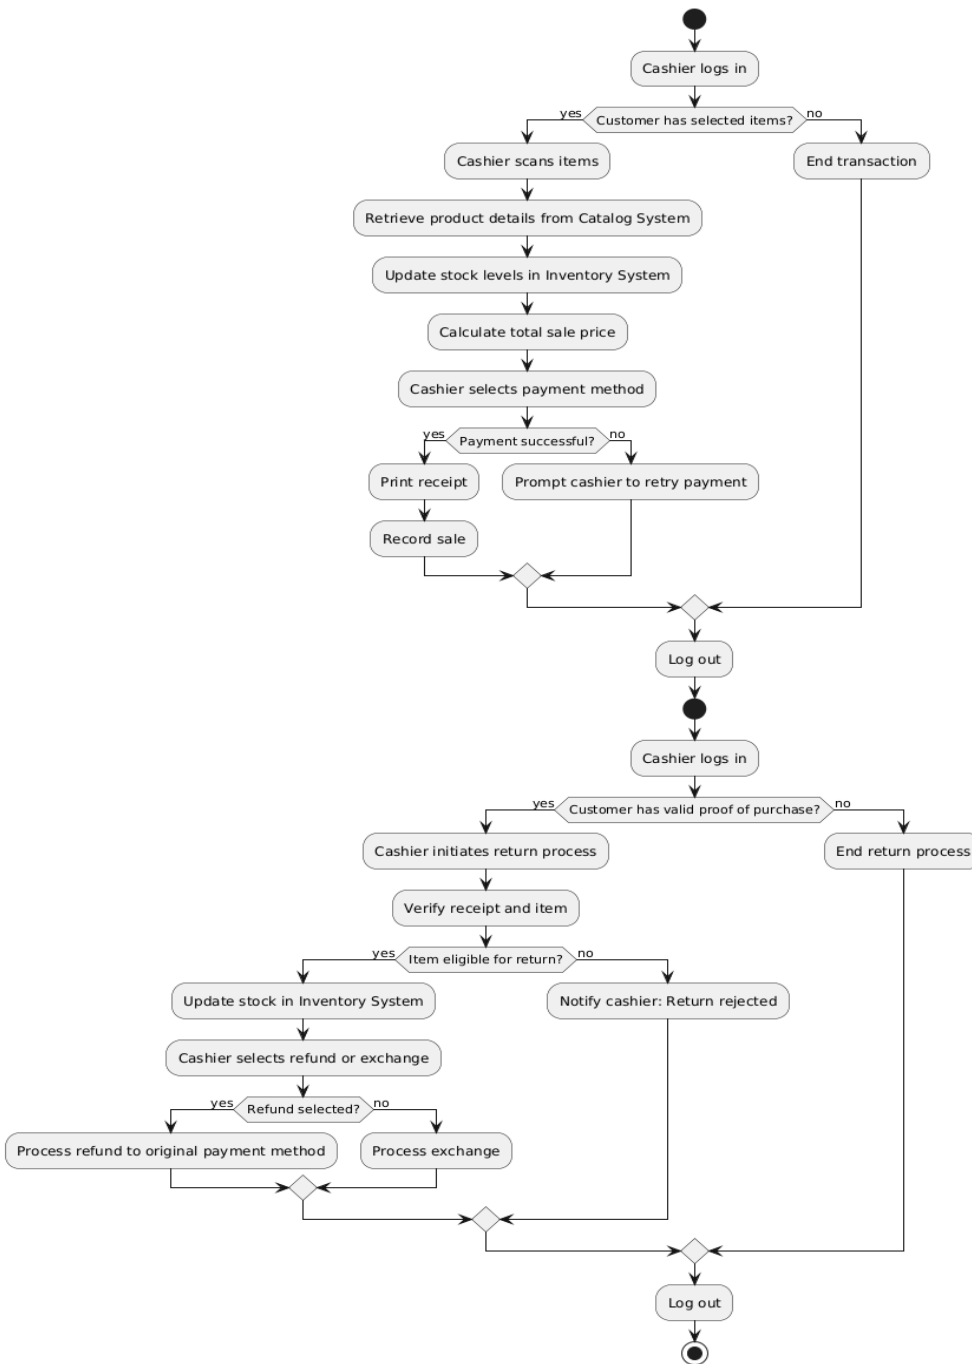 Cashier logs in
yes
Customer has selected items?
no
Cashier scans items
End transaction
Retrieve product details from Catalog System
Update stock levels in Inventory System
Calculate total sale price
Cashier selects payment method
yes
Payment successful?
no
Print receipt
Prompt cashier to retry payment
Record sale
Log out
Cashier logs in
yes
Customer has valid proof of purchase?
no
Cashier initiates return process
End return process
Verify receipt and item
yes
Item eligible for return?
no
Update stock in Inventory System
Notify cashier: Return rejected
Cashier selects refund or exchange
yes
Refund selected?
no
Process refund to original payment method
Process exchange
Log out